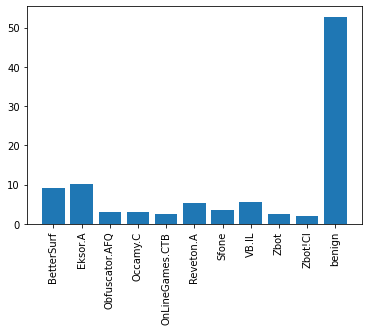 50
40
30
20
10
0
BetterSurf
Eksor.A
Obfuscator.AFQ
Occamy.C
OnLineGames.CTB
Reveton.A
Sfone
VB.IL
Zbot
Zbot!CI
benign